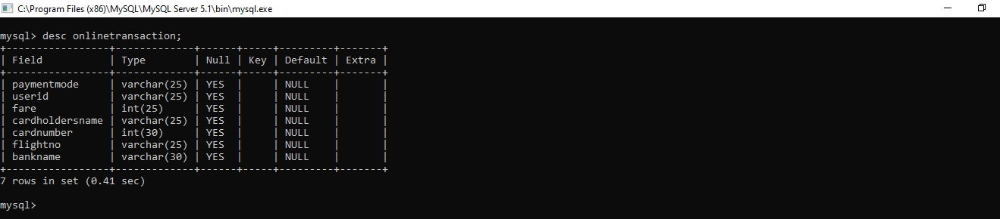 C:\Program Files (x86)\MySQL\MySQL Server 5.1\bin\mysql.exe
mysql> desc onlinetransaction;
+-----------------+-------------+------+-----+---------+-------+
| Field           | Type        | Null | Key | Default | Extra |
+-----------------+-------------+------+-----+---------+-------+
| paymentmode     | varchar(25) | YES  |     | NULL    |       |
| userid          | varchar(25) | YES  |     | NULL    |       |
| fare            | int(25)     | YES  |     | NULL    |       |
| cardholdersname | varchar(25) | YES  |     | NULL    |       |
| cardnumber      | int(30)     | YES  |     | NULL    |       |
| flightno        | varchar(25) | YES  |     | NULL    |       |
| bankname        | varchar(30) | YES  |     | NULL    |       |
+-----------------+-------------+------+-----+---------+-------+
7 rows in set (0.41 sec)
mysql>